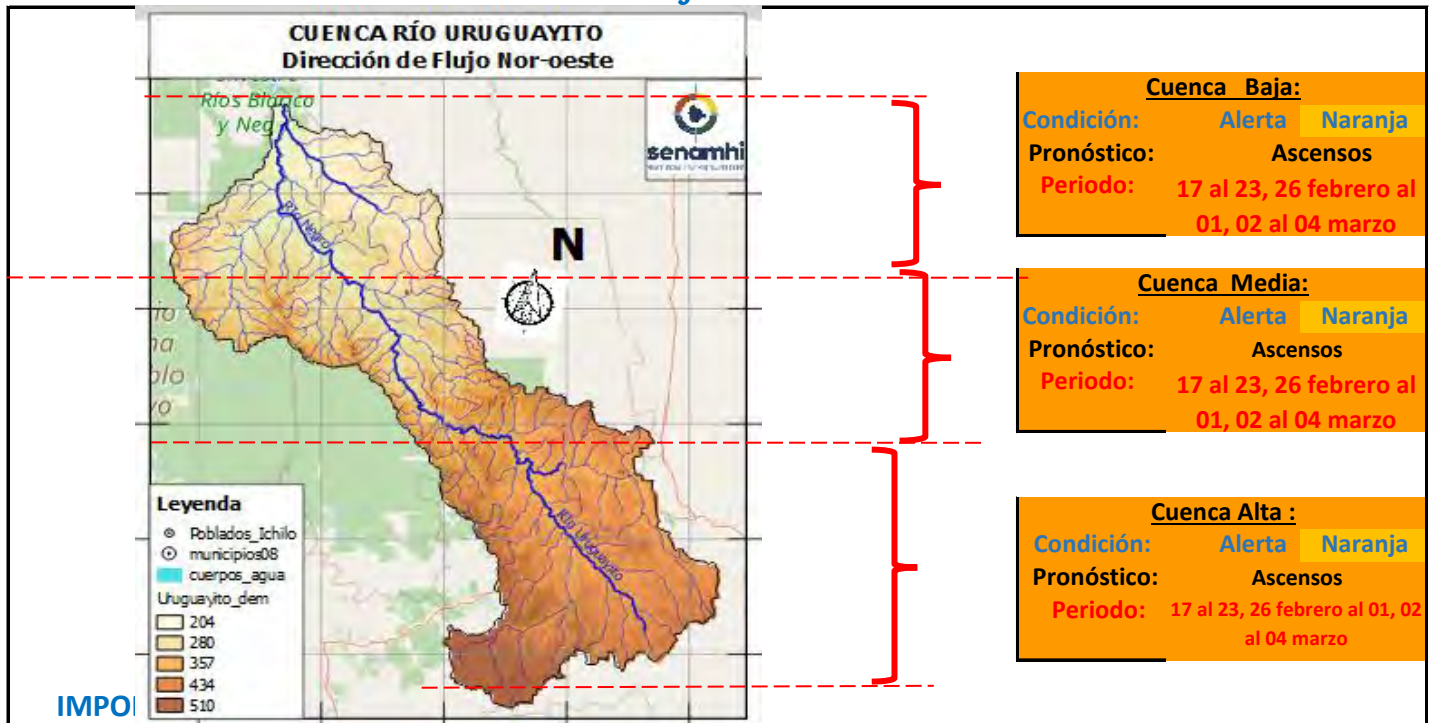 CUENCA RÍO URUGUAYITO
Dirección de Flujo Nor-oeste
Ríos Blanco
y Neg
senamhi
Río Negro
N
Río Uruguayito
Leyenda
Poblados_Ichilo
municipios08
cuerpos_agua
Uruguayito_dem
204
280
357
434
510
IMPO
Cuenca Baja:
Condición: Alerta Naranja
Pronóstico: Ascensos
Periodo: 17 al 23, 26 febrero al
01, 02 al 04 marzo
Cuenca Media:
Condición: Alerta Naranja
Pronóstico: Ascensos
Periodo: 17 al 23, 26 febrero al
01, 02 al 04 marzo
Cuenca Alta :
Condición: Alerta Naranja
Pronóstico: Ascensos
Periodo: 17 al 23, 26 febrero al 01, 02
al 04 marzo